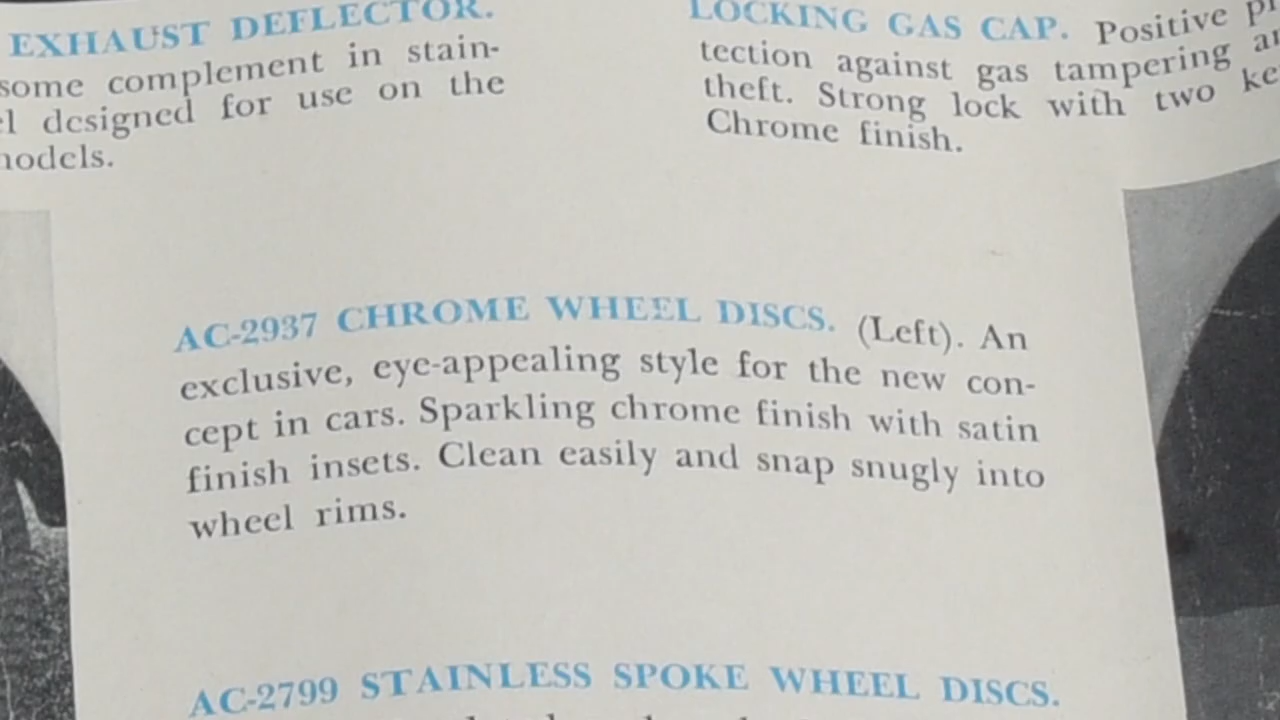 EXHAUST DEFLECTOR.
some complement in stain-
designed for use on the
models.
LOCKING GAS CAP. Positive
tection against gas tampering
theft. Strong lock with two
Chrome finish.
AC-2937 CHROME WHEEL DISCS. (Left). An
exclusive, eye-appealing style for the new con-
cept in cars. Sparkling chrome finish with satin
finish insets. Clean easily and snap snugly into
wheel rims.
AC-2799 STAINLESS SPOKE WHEEL DISCS.